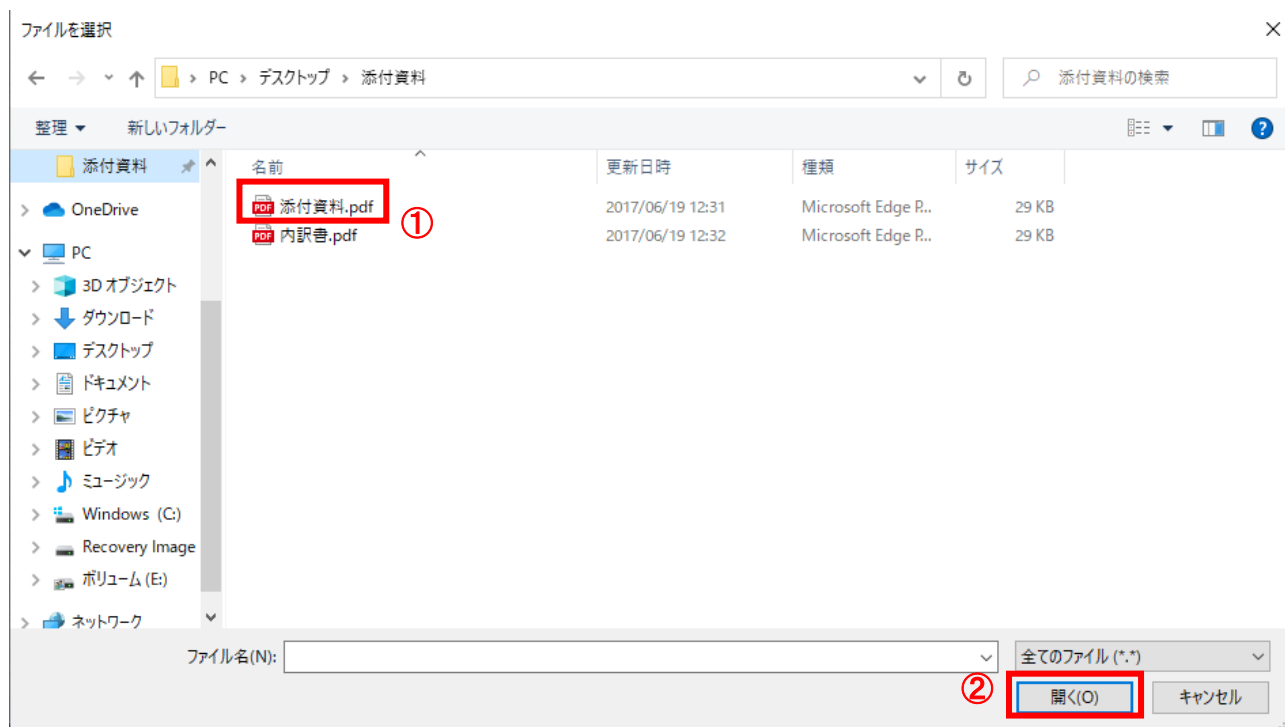 ファイルを選択
PC › デスクトップ › 添付資料
添付資料の検索
整理 新しいフォルダー
添付資料
OneDrive
PC
3D オブジェクト
ダウンロード
デスクトップ
ドキュメント
ピクチャ
ビデオ
ミュージック
Windows (C:)
Recovery Image
ボリューム (E:)
ネットワーク
名前 更新日時 種類 サイズ
添付資料.pdf 2017/06/19 12:31 Microsoft Edge P... 29 KB
①
内訳書.pdf 2017/06/19 12:32 Microsoft Edge P... 29 KB
ファイル名(N): 全てのファイル (*.*)
② 開く(O) キャンセル